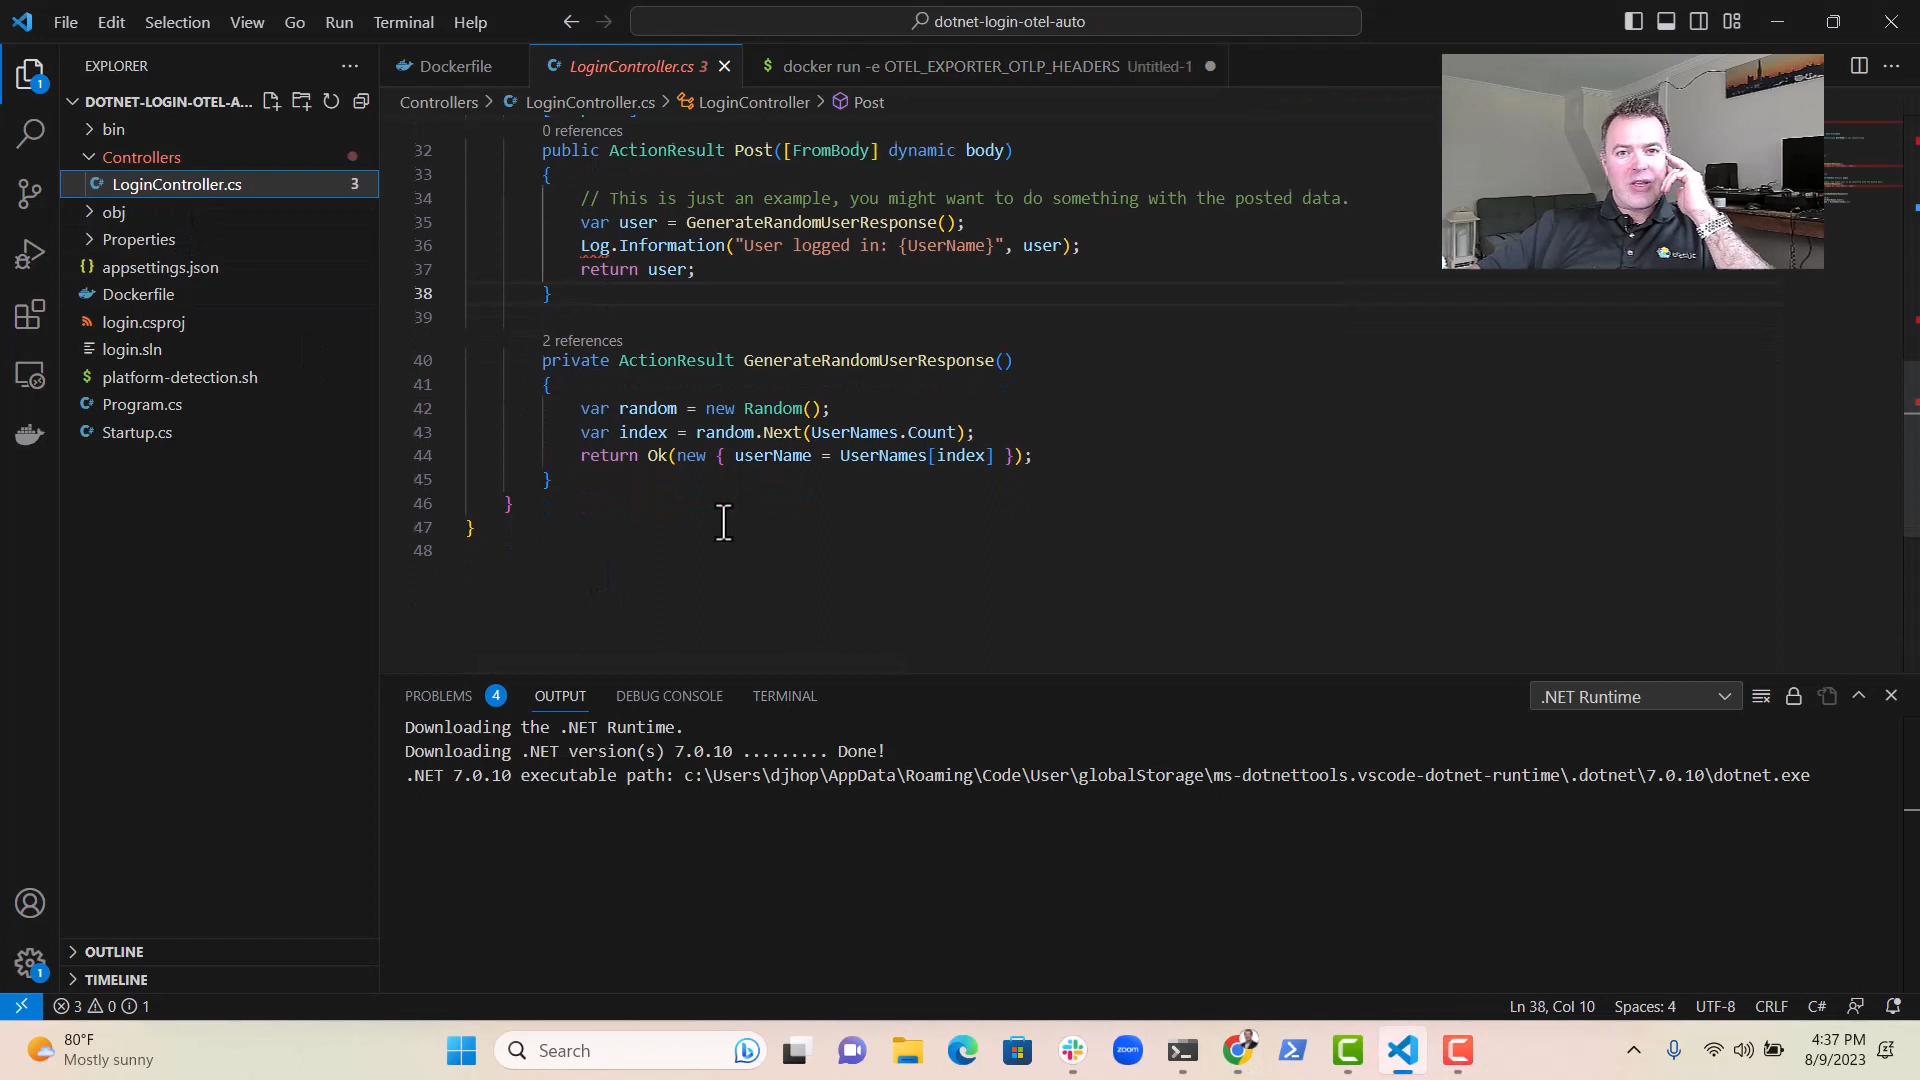 File Edit Selection View Go Run Terminal Help
dotnet-login-otel-auto
EXPLORER
DOTNET-LOGIN-OTEL-A...
bin
Controllers
LoginController.cs 3
obj
Properties
appsettings.json
Dockerfile
login.csproj
login.sln
platform-detection.sh
Program.cs
Startup.cs
OUTLINE
TIMELINE
Dockerfile
LoginController.cs 3
docker run -e OTEL_EXPORTER_OTLP_HEADERS Untitled-1
Controllers > LoginController.cs > LoginController > Post
0 references
32 public ActionResult Post([FromBody] dynamic body)
33 {
34 // This is just an example, you might want to do something with the posted data.
35 var user = GenerateRandomUserResponse();
36 Log.Information("User logged in: {UserName}", user);
37 return user;
38 }
39
2 references
40 private ActionResult GenerateRandomUserResponse()
41 {
42 var random = new Random();
43 var index = random.Next(UserNames.Count);
44 return Ok(new { userName = UserNames[index] });
45 }
46 }
47 }
48
PROBLEMS 4 OUTPUT DEBUG CONSOLE TERMINAL
.NET Runtime
Downloading the .NET Runtime.
Downloading .NET version(s) 7.0.10 ......... Done!
.NET 7.0.10 executable path: c:\Users\djhop\AppData\Roaming\Code\User\globalStorage\ms-dotnettools.vscode-dotnet-runtime\.dotnet\7.0.10\dotnet.exe
1
1
3 0 1
Ln 38, Col 10 Spaces: 4 UTF-8 CRLF C#
80°F
Mostly sunny
Search
zoom
4:37 PM
8/9/2023